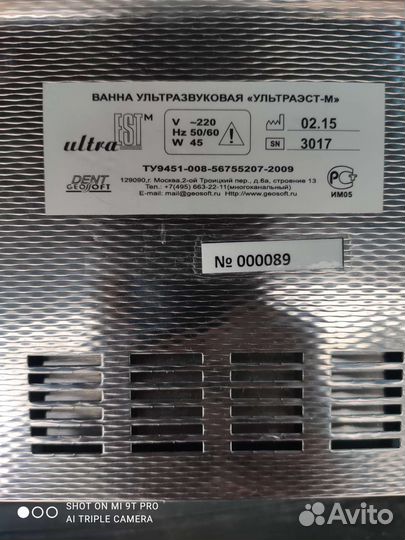 ВАННА УЛЬТРАЗВУКОВАЯ «УЛЬТРАЭСТ-М»
ultra EST M
V ~220
Hz 50/60
W 45
02.15
SN 3017
DENT
GEOSOFT
ТУ9451-008-56755207-2009
129090,г. Москва,2-ой Троицкий пер.,д.6а, строение 13
Тел.: +7(495) 663-22-11(многоканальный)
E-mail: mail@geosoft.ru Http://www.geosoft.ru
ИМ05
№ 000089
SHOT ON MI 9T PRO
AI TRIPLE CAMERA
Avito